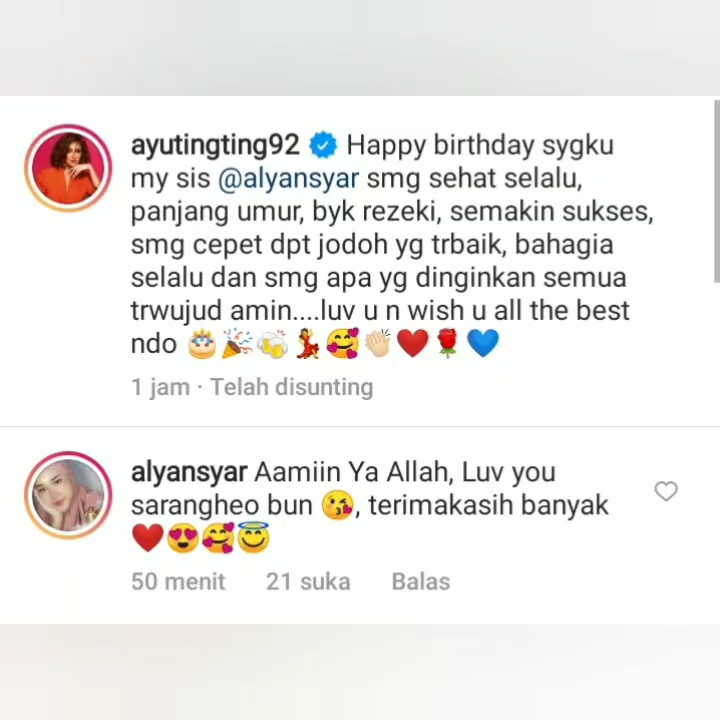 ayutingting92 Happy birthday sygku
my sis @alyansyar smg sehat selalu,
panjang umur, byk rezeki, semakin sukses,
smg cepet dpt jodoh yg trbaik, bahagia
selalu dan smg apa yg dinginkan semua
trwujud amin....luv u n wish u all the best
ndo 🎂🎉🍻💃🥰👏🏻❤️🌹💙
1 jam · Telah disunting
alyansyar Aamiin Ya Allah, Luv you
sarangheo bun 😘, terimakasih banyak
❤️😍🥰😇
50 menit 21 suka Balas